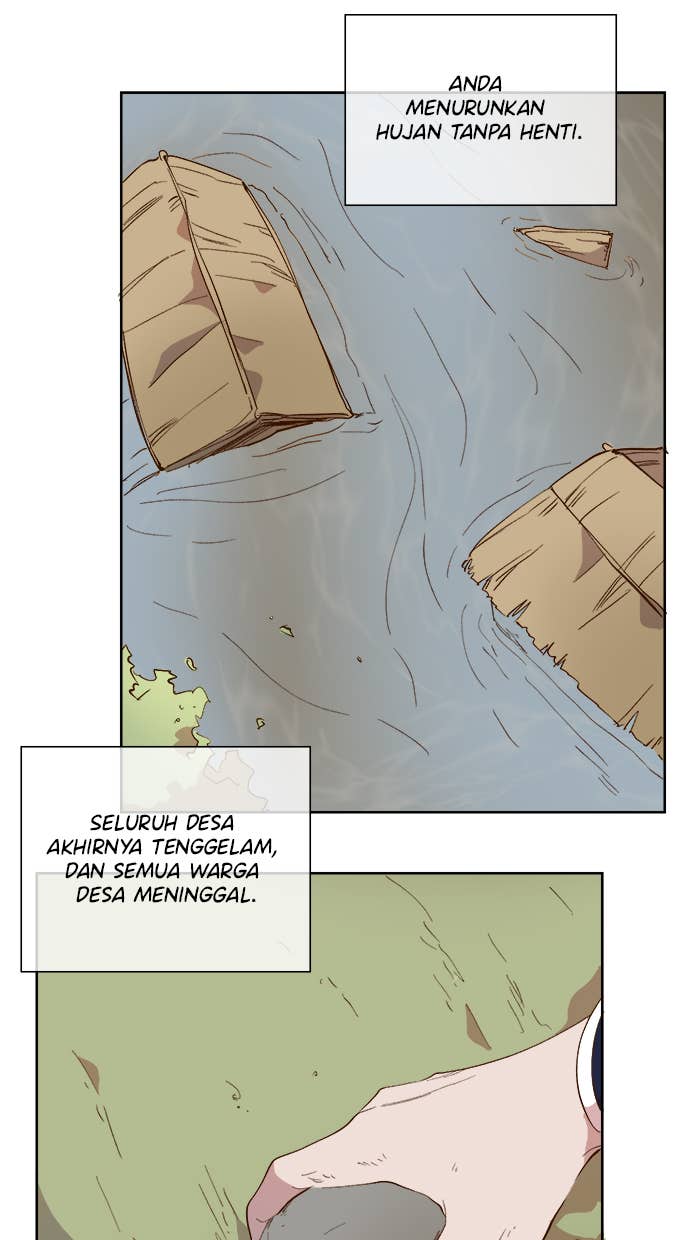 ANDA
MENURUNKAN
HUJAN TANPA HENTI.
SELURUH DESA
AKHIRNYA TENGGELAM,
DAN SEMUA WARGA
DESA MENINGGAL.